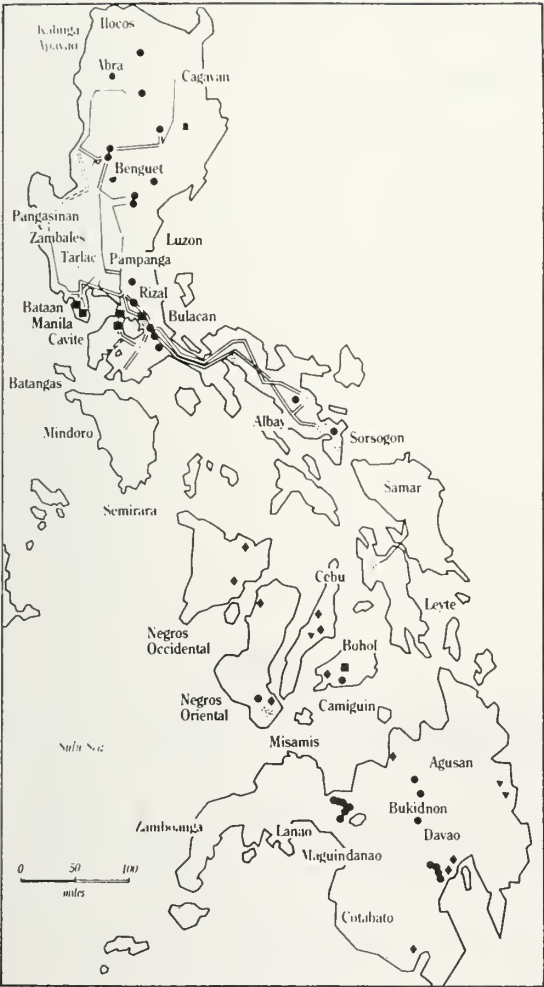 Ilocos
Kalinga
Apayao
Abra
Cagayan
Benguet
Pangasinan
Luzon
Zambales
Tarlac
Pampanga
Rizal
Bulacan
Bataan
Manila
Cavite
Batangas
Mindoro
Albay
Sorsogon
Samar
Semirara
Cebu
Leyte
Negros
Occidental
Bohol
Negros
Oriental
Camiguin
Misamis
Sulu Sea
Agusan
Bukidnon
Zamboanga
Lanao
Davao
Maguindanao
0 50 100
miles
Cotabato